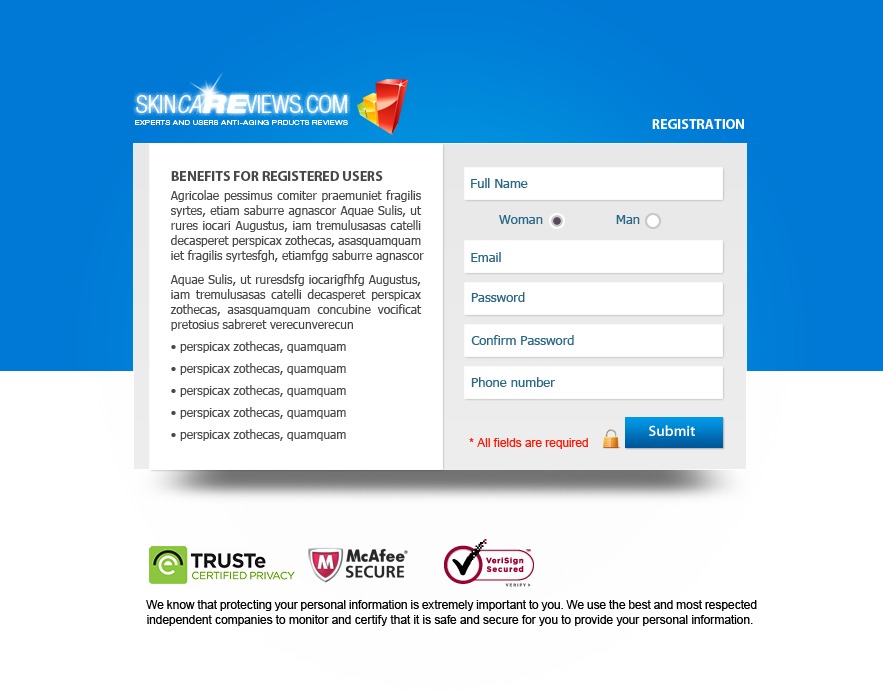 SKINCAREVIEWS.COM
EXPERTS AND USERS ANTI-AGING PRDUCTS REVIEWS
REGISTRATION
BENEFITS FOR REGISTERED USERS
Agricolae pessimus comiter praemuniet fragilis
syrtes, etiam saburre agnascor Aquae Sulis, ut
rures iocari Augustus, iam tremulusasas catelli
decasperet perspicax zothecas, asasquamquam
iet fragilis syrtesfgh, etiamfgg saburre agnascor
Aquae Sulis, ut ruresdsfg iocarigfhfg Augustus,
iam tremulusasas catelli decasperet perspicax
zothecas, asasquamquam concubine vocificat
pretosius sabreret verecunverecun
• perspicax zothecas, quamquam
• perspicax zothecas, quamquam
• perspicax zothecas, quamquam
• perspicax zothecas, quamquam
• perspicax zothecas, quamquam
Full Name
Woman Man
Email
Password
Confirm Password
Phone number
* All fields are required
Submit
TRUSTe
CERTIFIED PRIVACY
McAfee
SECURE
VeriSign
Secured
VERIFY
We know that protecting your personal information is extremely important to you. We use the best and most respected
independent companies to monitor and certify that it is safe and secure for you to provide your personal information.